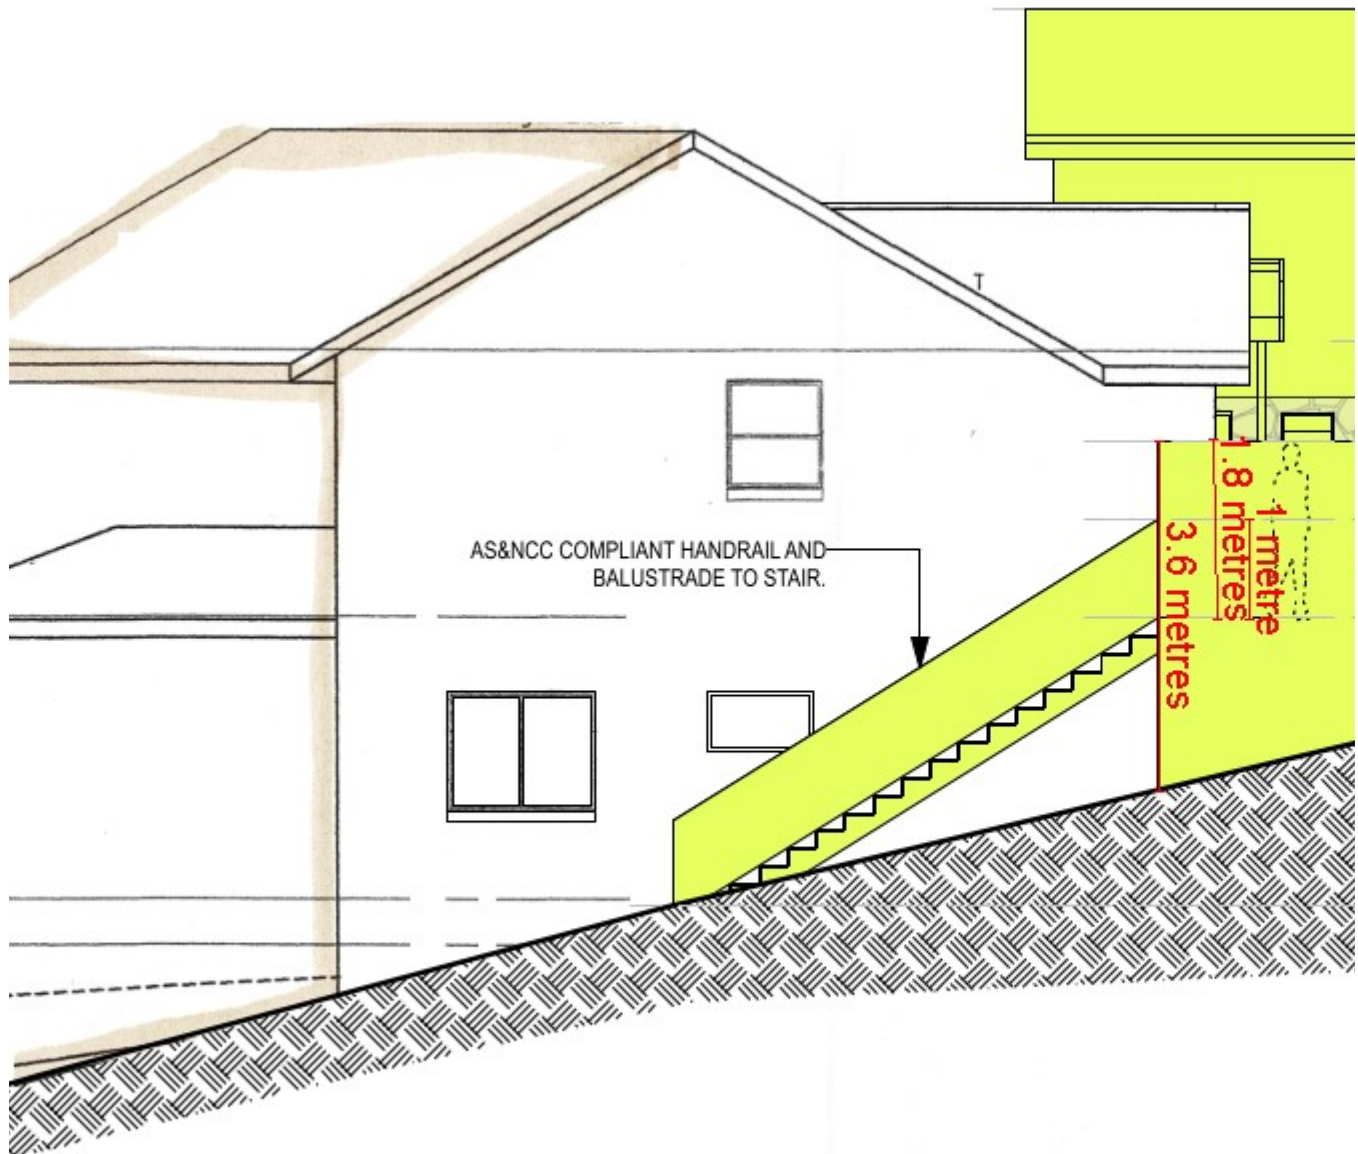 T
AS&NCC COMPLIANT HANDRAIL AND
BALUSTRADE TO STAIR.
1.8 metres
1 metre
3.6 metres